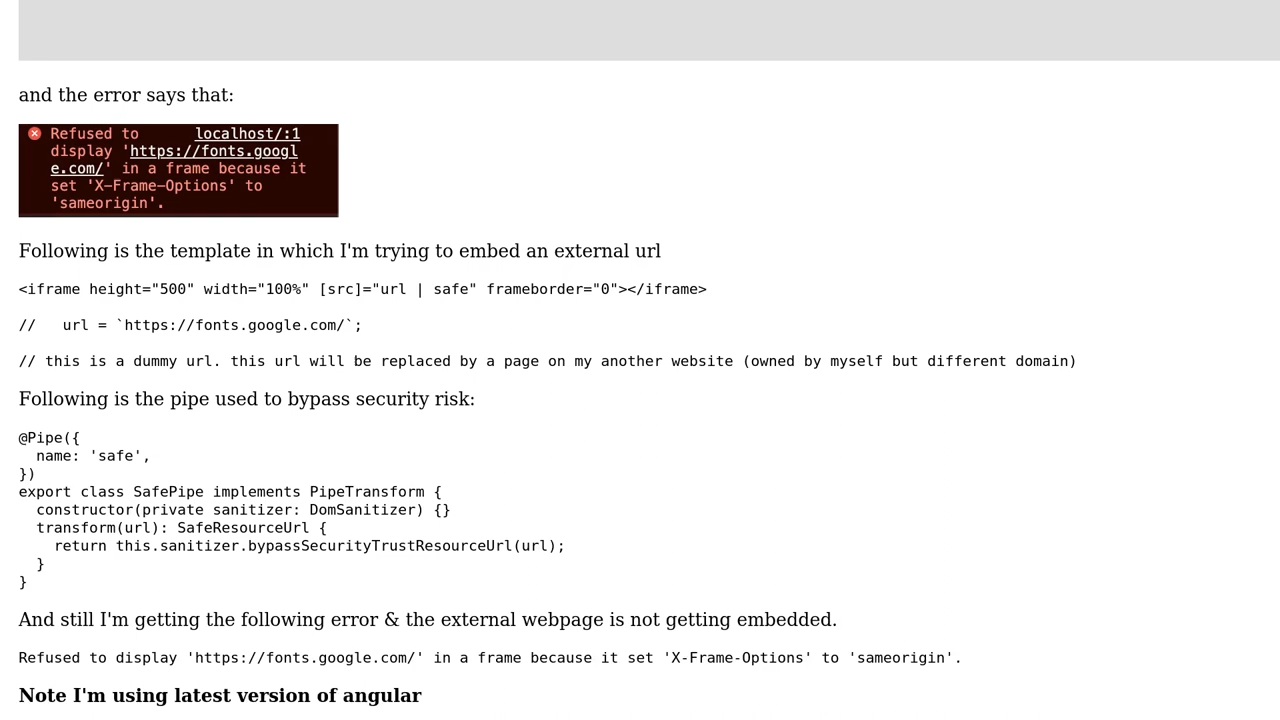 and the error says that:
Refused to localhost/:1
display 'https://fonts.googl
e.com/' in a frame because it
set 'X-Frame-Options' to
'sameorigin'.
Following is the template in which I'm trying to embed an external url
<iframe height="500" width="100%" [src]="url | safe" frameborder="0"></iframe>
//   url = `https://fonts.google.com/`;
// this is a dummy url. this url will be replaced by a page on my another website (owned by myself but different domain)
Following is the pipe used to bypass security risk:
@Pipe({
  name: 'safe',
})
export class SafePipe implements PipeTransform {
  constructor(private sanitizer: DomSanitizer) {}
  transform(url): SafeResourceUrl {
    return this.sanitizer.bypassSecurityTrustResourceUrl(url);
  }
}
And still I'm getting the following error & the external webpage is not getting embedded.
Refused to display 'https://fonts.google.com/' in a frame because it set 'X-Frame-Options' to 'sameorigin'.
Note I'm using latest version of angular